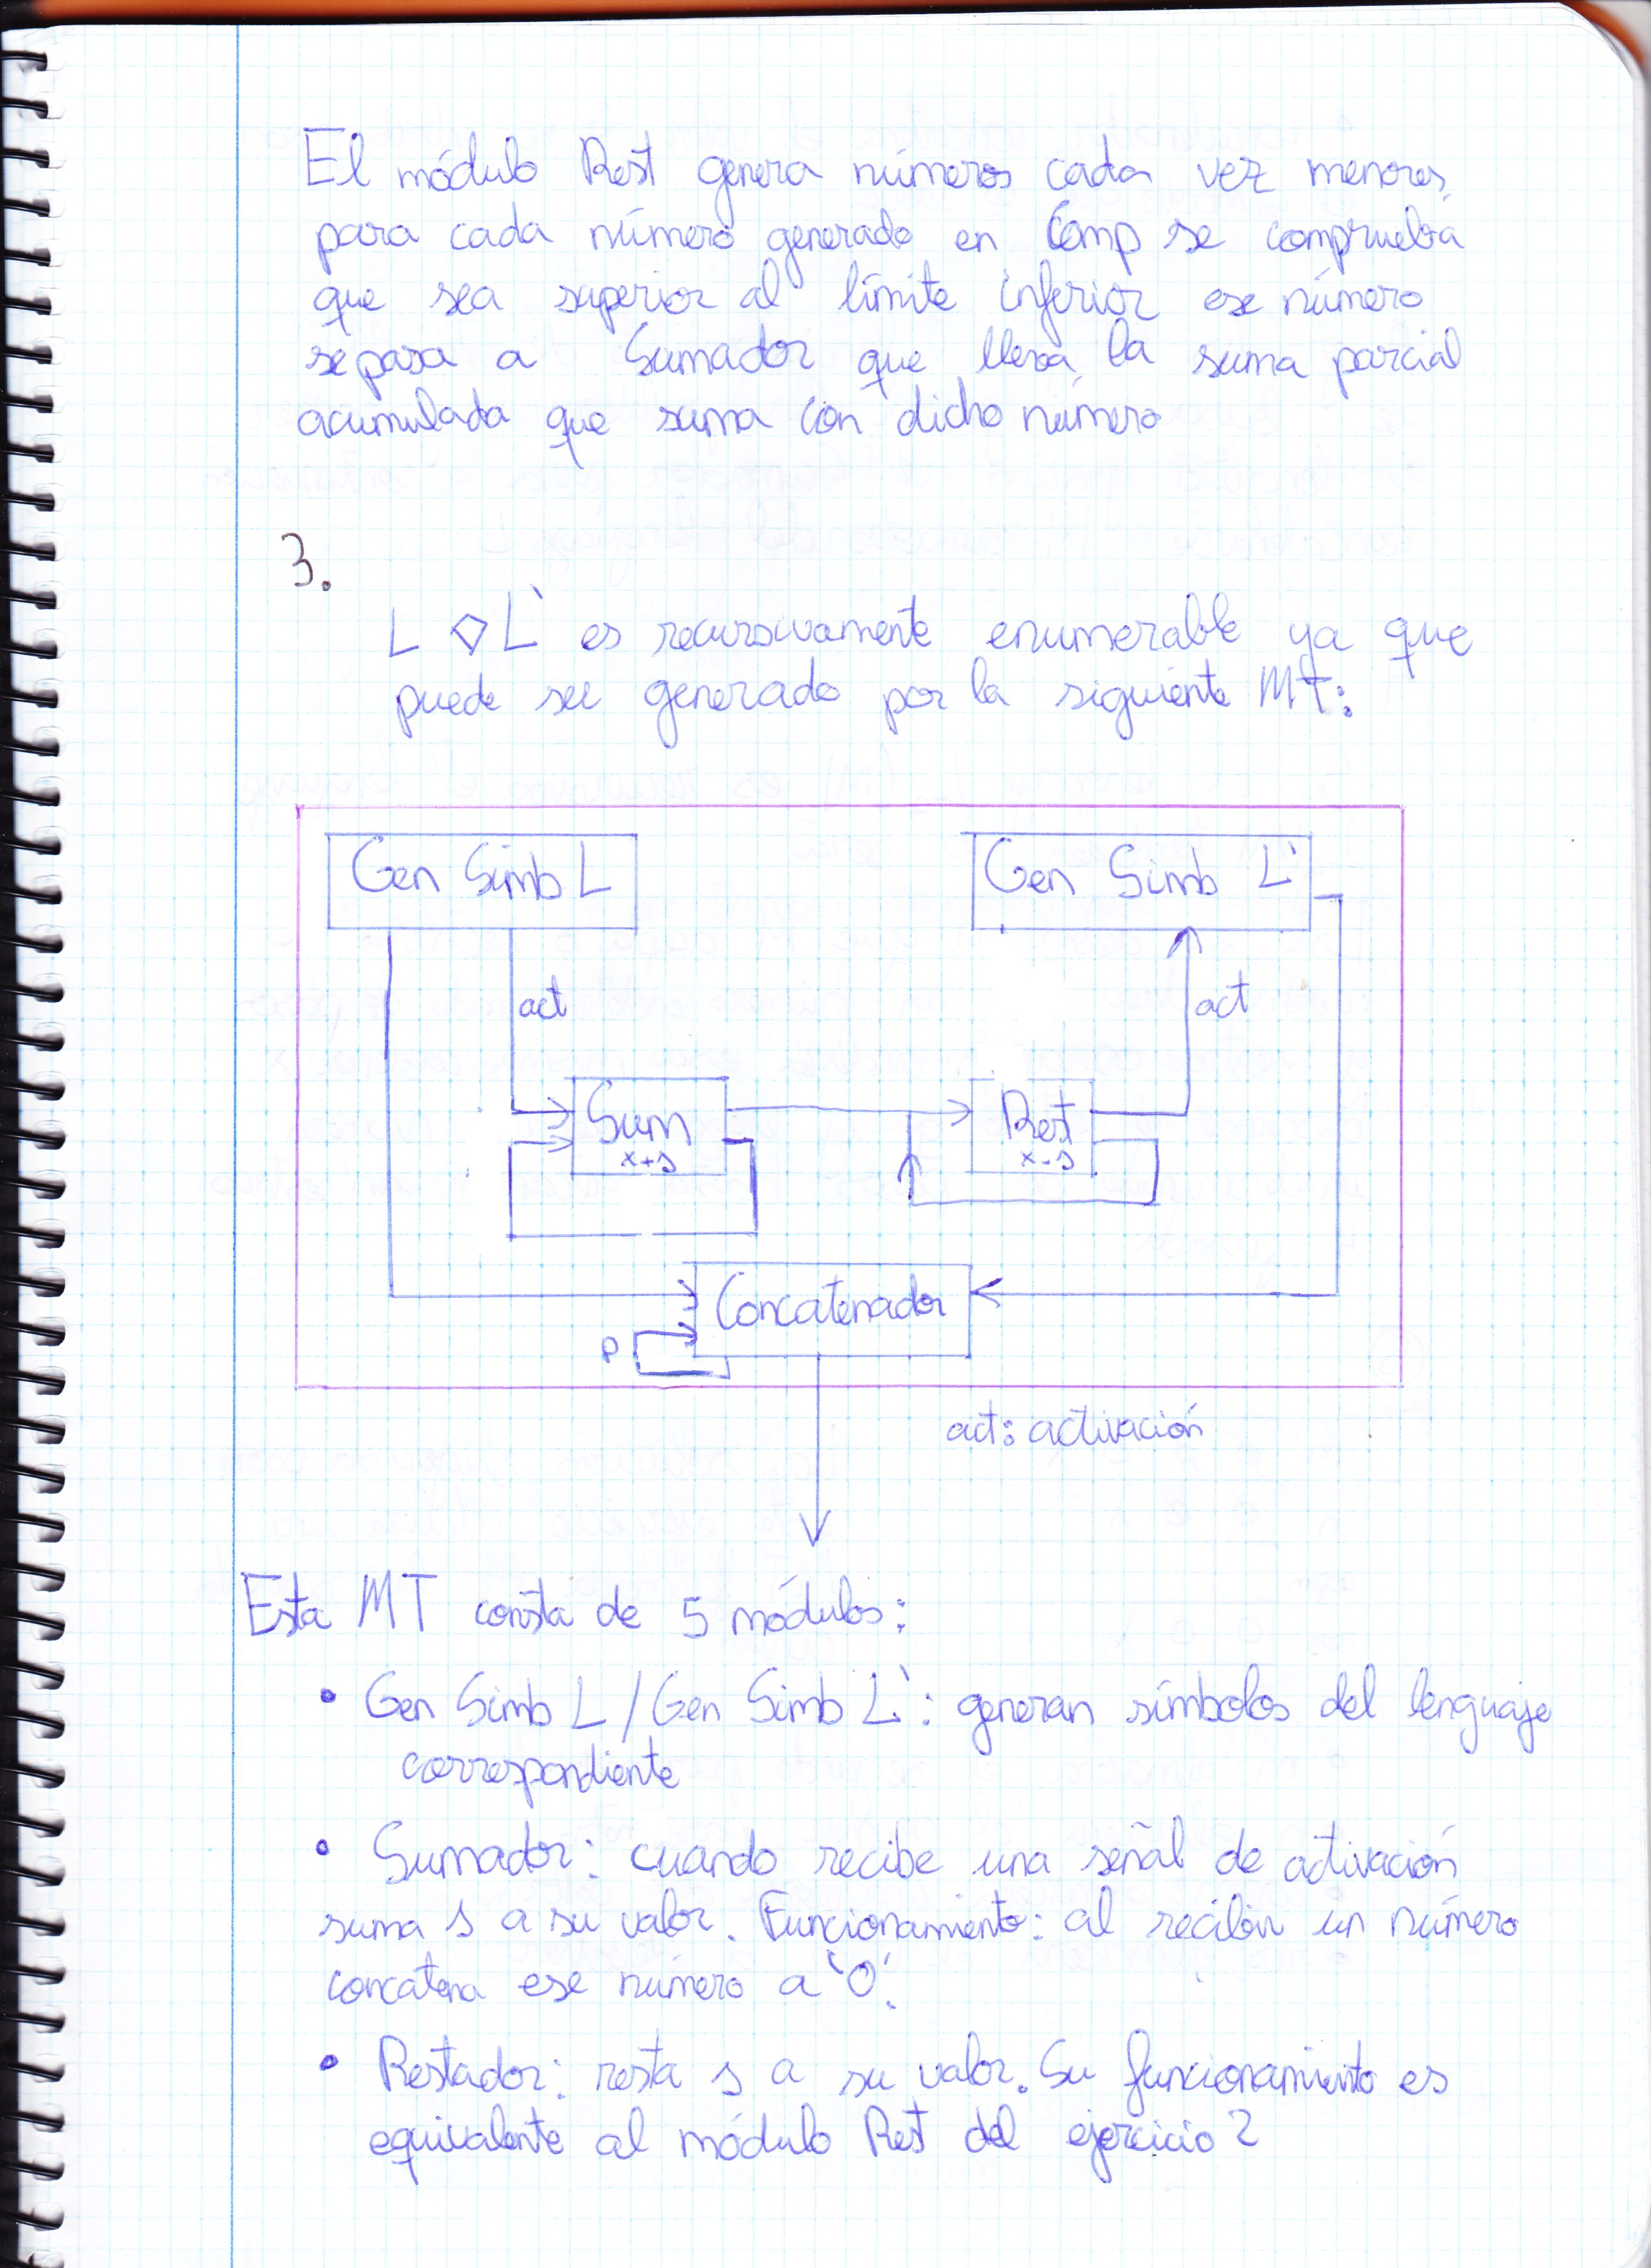 El módulo Rest genera números cada vez menores,
para cada número generado en Comp se comprueba
que sea superior al límite inferior ese número
se pasa a Sumador que lleva la suma parcial
acumulada que suma con dicho número
3.
L ◇ L' es recursivamente enumerable ya que
puede ser generado por la siguiente MT:
Gen Simb L
Gen Simb L'
act
act
Sum
x+1
Rest
x-1
Concatenador
P
act: activación
Esta MT consta de 5 módulos:
• Gen Simb L / Gen Simb L': generan símbolos del lenguaje
correspondiente
• Sumador: cuando recibe una señal de activación
suma 1 a su valor. Funcionamiento: al recibir un número
concatena ese número a '0'.
• Restador: resta 1 a su valor. Su funcionamiento es
equivalente al módulo Rest del ejercicio 2